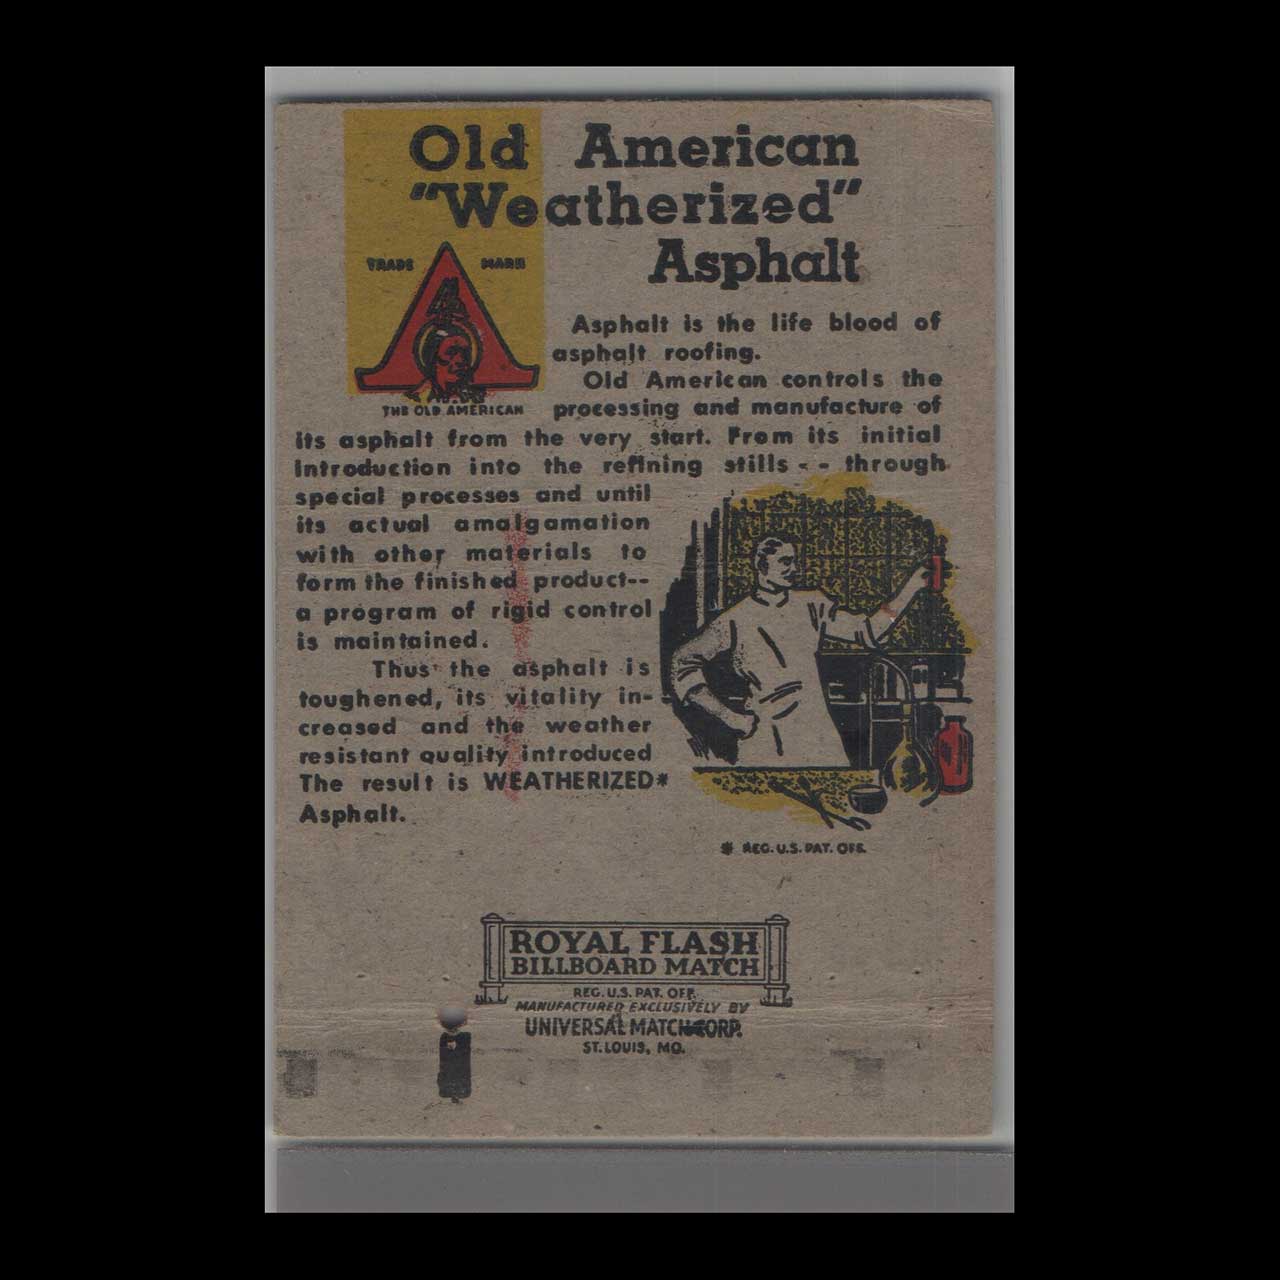 Old American
"Weatherized"
Asphalt
TRADE MARK
THE OLD AMERICAN
Asphalt is the life blood of
asphalt roofing.
Old American controls the
processing and manufacture of
its asphalt from the very start. From its initial
introduction into the refining stills - - through
special processes and until
its actual amalgamation
with other materials to
form the finished product--
a program of rigid control
is maintained.
Thus the asphalt is
toughened, its vitality in-
creased and the weather
resistant quality introduced
The result is WEATHERIZED*
Asphalt.
* REG. U.S. PAT. OFF.
ROYAL FLASH
BILLBOARD MATCH
REG. U.S. PAT. OFF.
MANUFACTURED EXCLUSIVELY BY
UNIVERSAL MATCH CORP.
ST. LOUIS, MO.